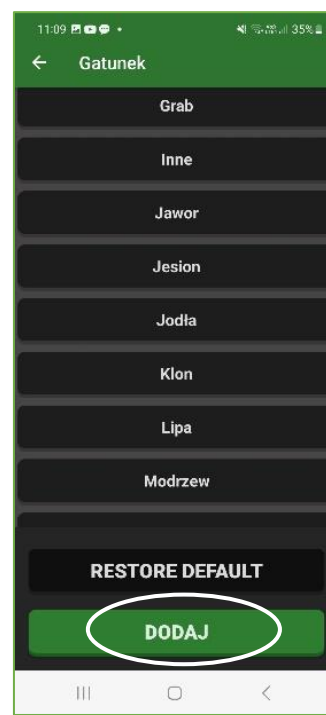 11:09 35%
Gatunek
Grab
Inne
Jawor
Jesion
Jodła
Klon
Lipa
Modrzew
RESTORE DEFAULT
DODAJ